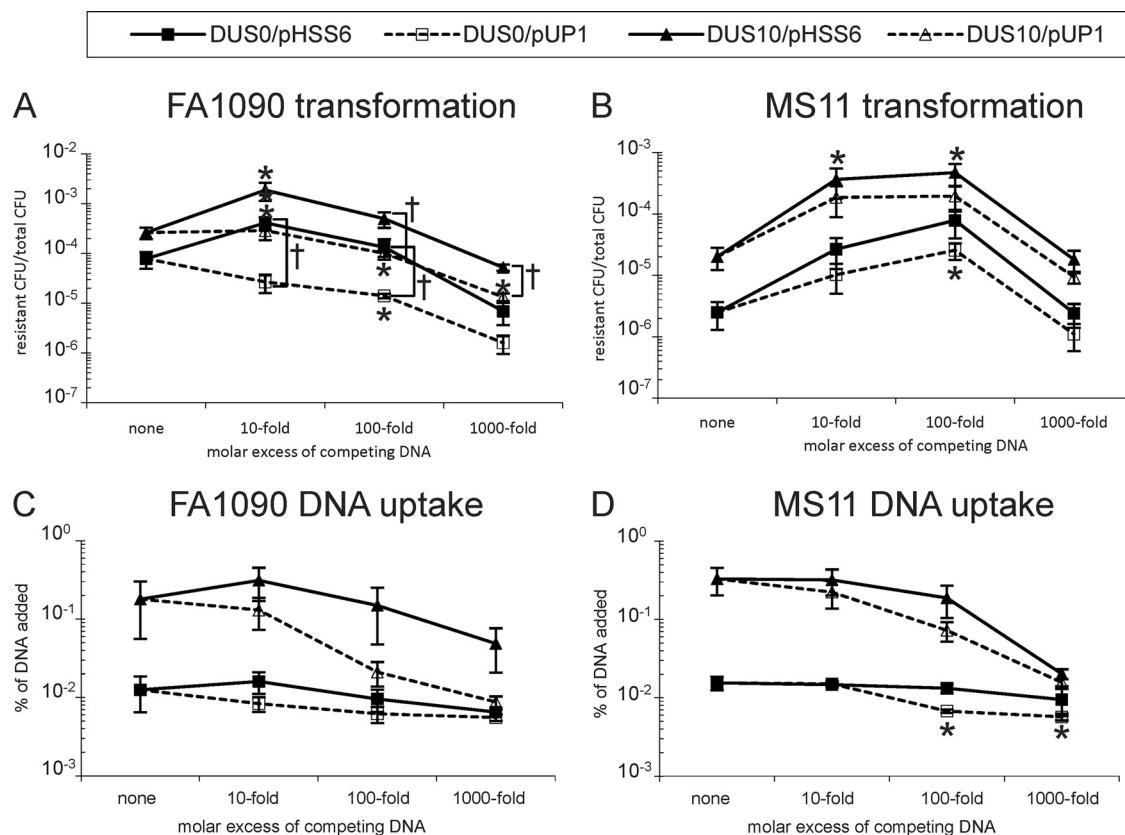 DUS0/pHSS6 DUS0/pUP1 DUS10/pHSS6 DUS10/pUP1
A FA1090 transformation
resistant CFU/total CFU
10-2
10-3
10-4
10-5
10-6
10-7
* * * * * *
† † † †
none 10-fold 100-fold 1000-fold
molar excess of competing DNA
B MS11 transformation
resistant CFU/total CFU
10-3
10-4
10-5
10-6
10-7
* * *
none 10-fold 100-fold 1000-fold
molar excess of competing DNA
C FA1090 DNA uptake
% of DNA added
100
10-1
10-2
10-3
none 10-fold 100-fold 1000-fold
molar excess of competing DNA
D MS11 DNA uptake
% of DNA added
100
10-1
10-2
10-3
* *
none 10-fold 100-fold 1000-fold
molar excess of competing DNA